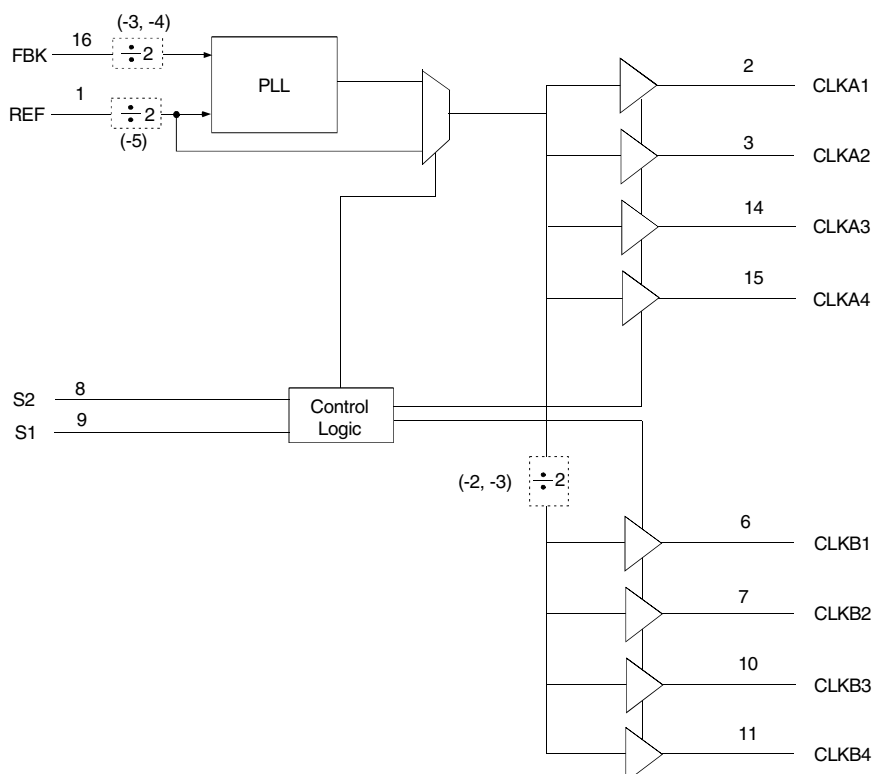 (-3, -4)
FBK 16 ÷2
PLL
REF 1 ÷2
(-5)
2 CLKA1
3 CLKA2
14 CLKA3
15 CLKA4
S2 8
S1 9
Control
Logic
(-2, -3) ÷2
6 CLKB1
7 CLKB2
10 CLKB3
11 CLKB4